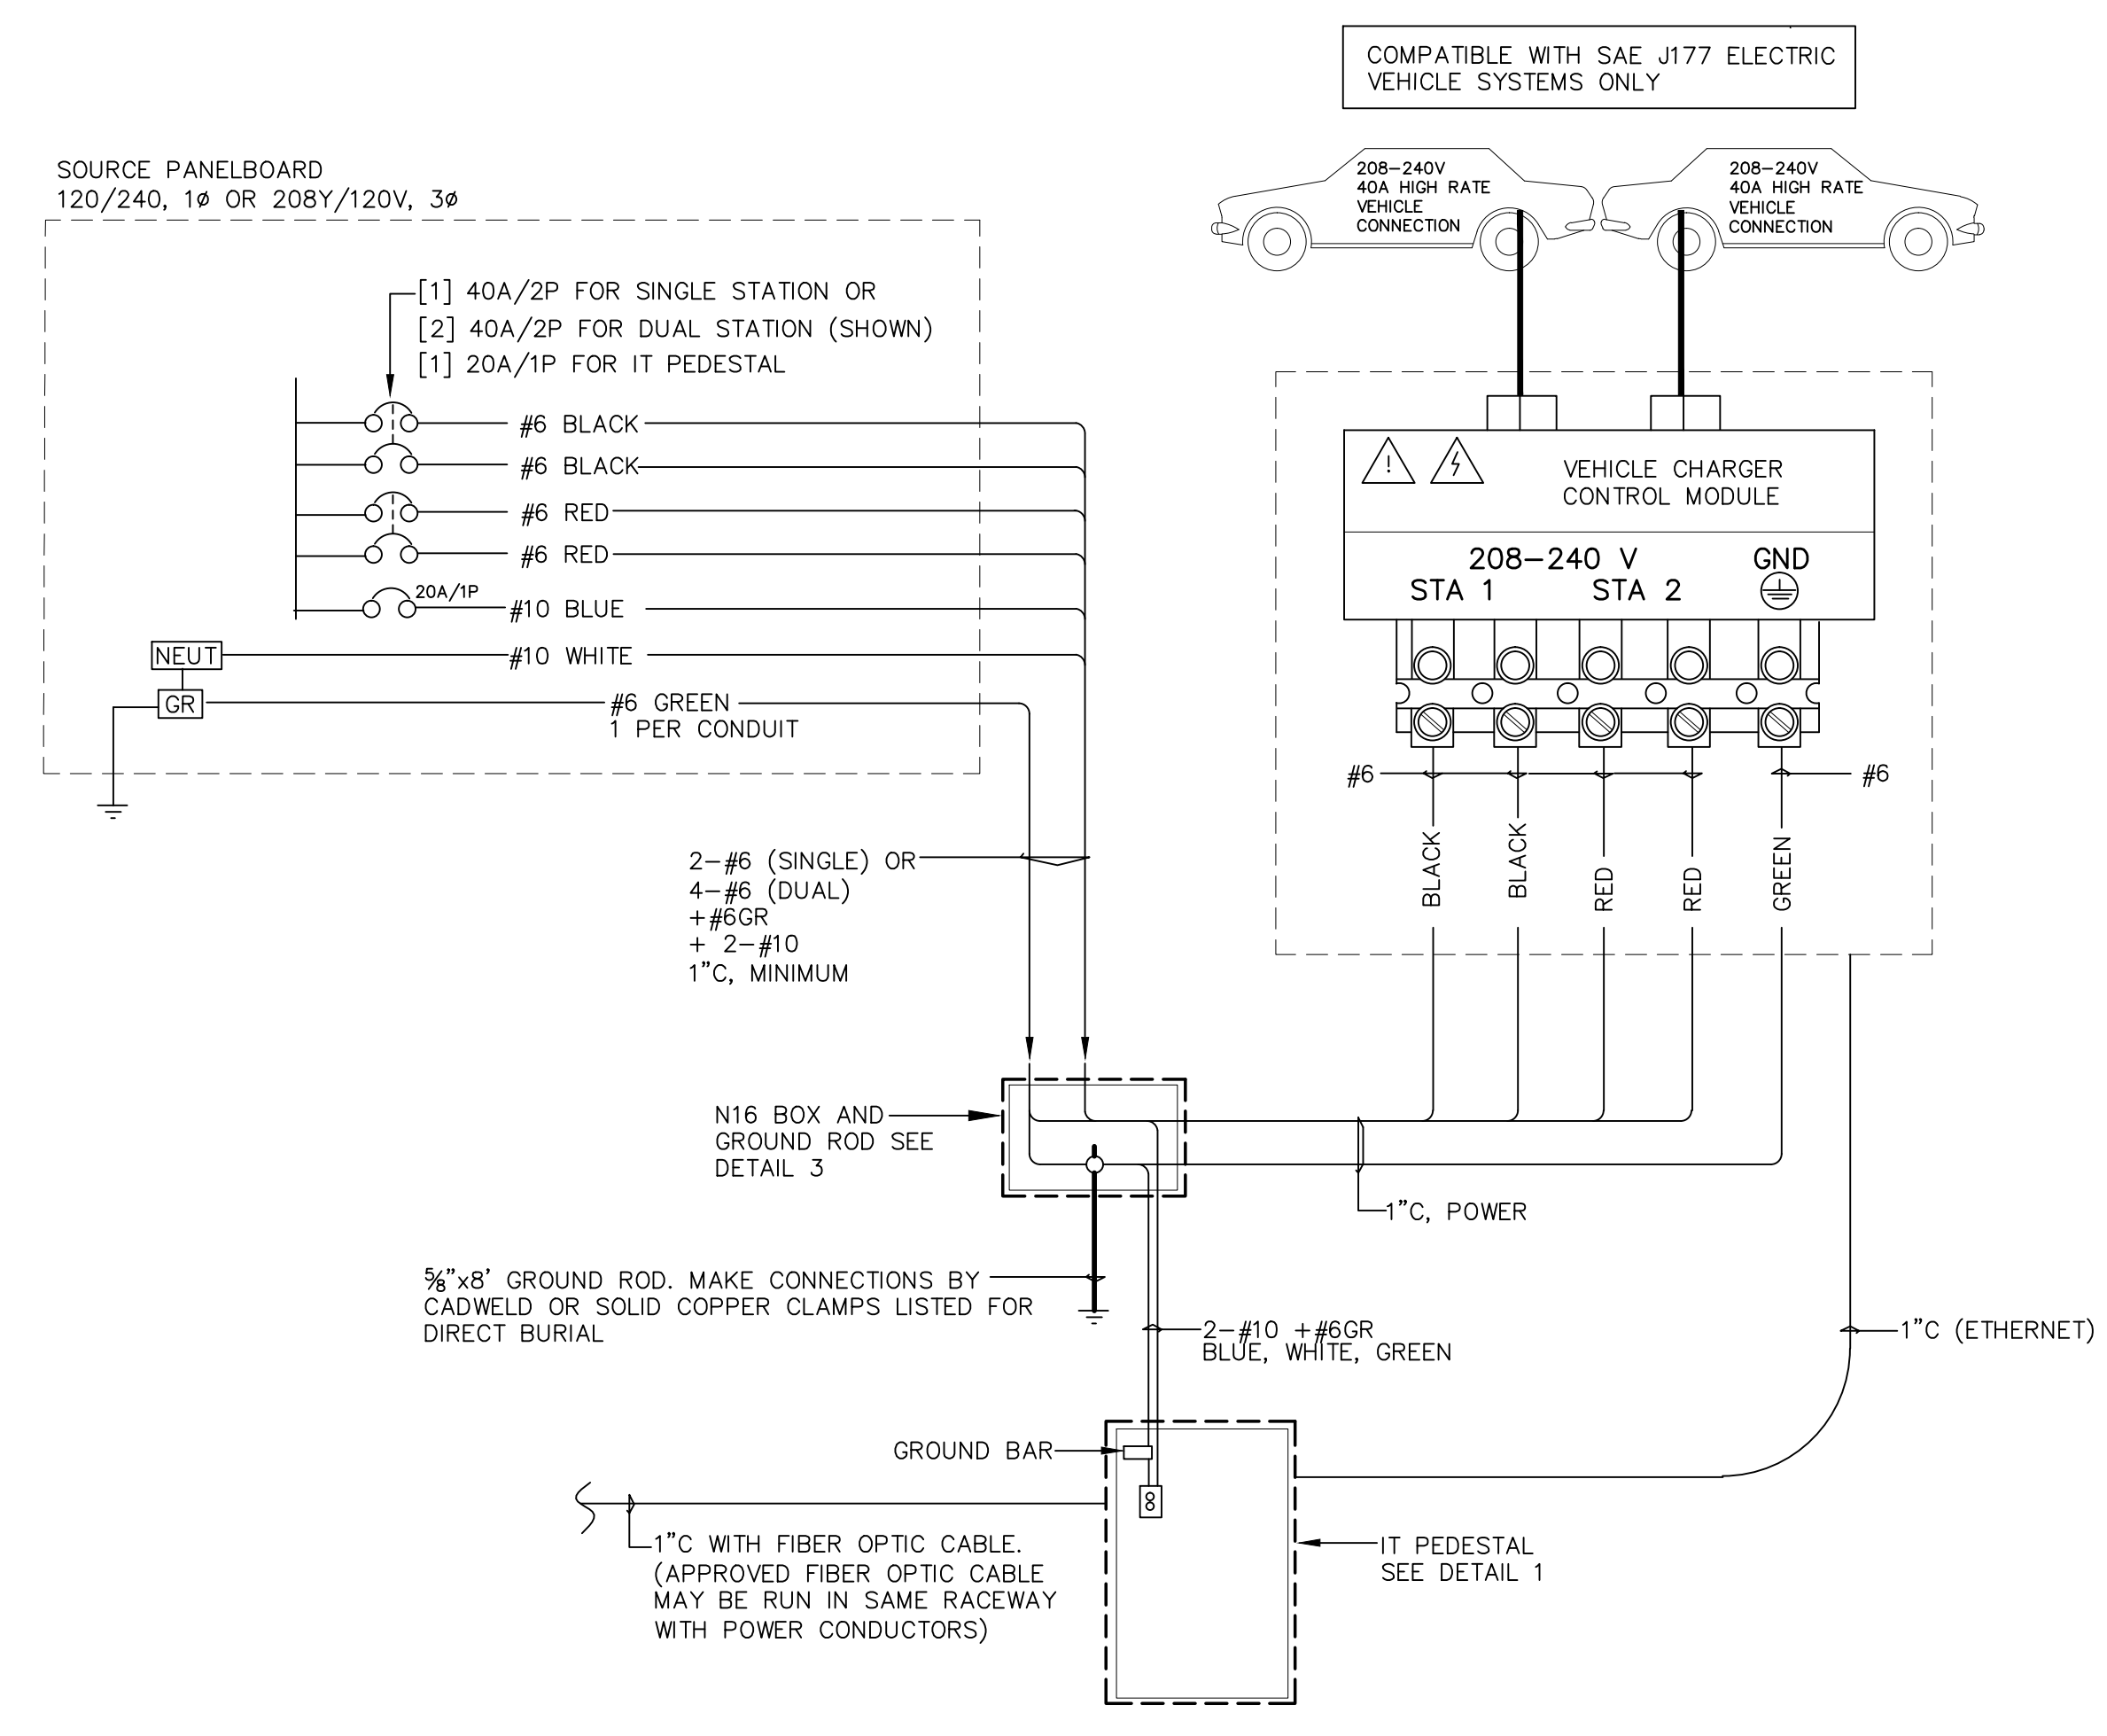 COMPATIBLE WITH SAE J177 ELECTRIC
VEHICLE SYSTEMS ONLY
SOURCE PANELBOARD
120/240, 1ø OR 208Y/120V, 3ø
208-240V
40A HIGH RATE
VEHICLE
CONNECTION
208-240V
40A HIGH RATE
VEHICLE
CONNECTION
[1] 40A/2P FOR SINGLE STATION OR
[2] 40A/2P FOR DUAL STATION (SHOWN)
[1] 20A/1P FOR IT PEDESTAL
#6 BLACK
#6 BLACK
#6 RED
#6 RED
20A/1P
#10 BLUE
NEUT
#10 WHITE
GR
#6 GREEN
1 PER CONDUIT
!
VEHICLE CHARGER
CONTROL MODULE
208-240 V
GND
STA 1
STA 2
#6
#6
BLACK
BLACK
RED
RED
GREEN
2-#6 (SINGLE) OR
4-#6 (DUAL)
+#6GR
+ 2-#10
1"C, MINIMUM
N16 BOX AND
GROUND ROD SEE
DETAIL 3
1"C, POWER
⅝"x8' GROUND ROD. MAKE CONNECTIONS BY
CADWELD OR SOLID COPPER CLAMPS LISTED FOR
DIRECT BURIAL
2-#10 +#6GR
BLUE, WHITE, GREEN
1"C (ETHERNET)
GROUND BAR
1"C WITH FIBER OPTIC CABLE.
(APPROVED FIBER OPTIC CABLE
MAY BE RUN IN SAME RACEWAY
WITH POWER CONDUCTORS)
IT PEDESTAL
SEE DETAIL 1